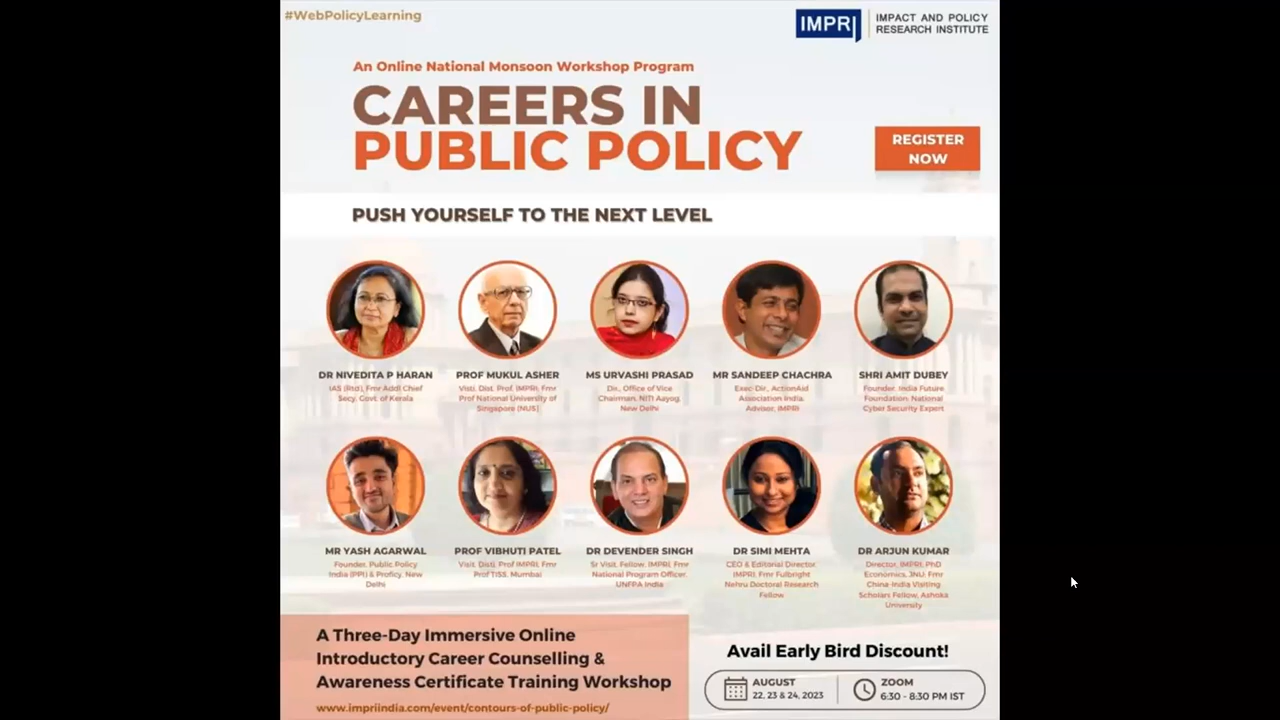 #WebPolicyLearning
IMPRI
IMPACT AND POLICY
RESEARCH INSTITUTE
An Online National Monsoon Workshop Program
CAREERS IN
PUBLIC POLICY
REGISTER
NOW
PUSH YOURSELF TO THE NEXT LEVEL
DR NIVEDITA P HARAN
IAS (Rtd), Fmr Addl Chief
Secy, Govt. of Kerala
PROF MUKUL ASHER
Visti. Dist. Prof, IMPRI, Fmr
Prof National University of
Singapore (NUS)
MS URVASHI PRASAD
Dir., Office of Vice
Chairman, NITI Aayog,
New Delhi
MR SANDEEP CHACHRA
Exec Dir., ActionAid
Association India,
Advisor, IMPRI
SHRI AMIT DUBEY
Founder, India Future
Foundation; National
Cyber Security Expert
MR YASH AGARWAL
Founder, Public Policy
India (PPI) & Proficy, New
Delhi
PROF VIBHUTI PATEL
Visit. Disti. Prof IMPRI, Fmr
Prof TISS, Mumbai
DR DEVENDER SINGH
Sr Visit. Fellow, IMPRI, Fmr
National Program Officer,
UNFPA India
DR SIMI MEHTA
CEO & Editorial Director
IMPRI, Fmr Fulbright
Nehru Doctoral Research
Fellow
DR ARJUN KUMAR
Director, IMPRI, PhD
Economics, JNU, Fmr
China-India Visiting
Scholars Fellow, Ashoka
University
A Three-Day Immersive Online
Introductory Career Counselling &
Awareness Certificate Training Workshop
www.impriindia.com/event/contours-of-public-policy/
Avail Early Bird Discount!
AUGUST
22, 23 & 24, 2023
ZOOM
6:30 - 8:30 PM IST